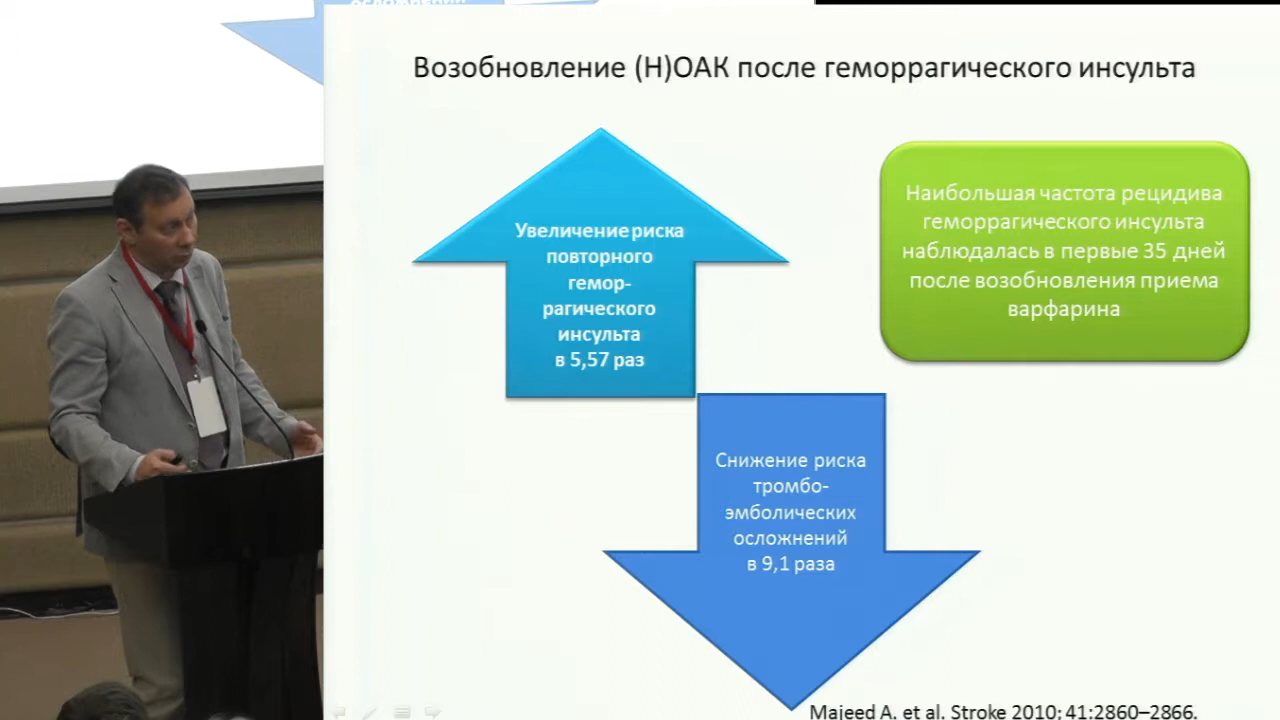 осложнений
Возобновление (Н)ОАК после геморрагического инсульта
Увеличение риска
повторного
гемор-
рагического
инсульта
в 5,57 раз
Наибольшая частота рецидива
геморрагического инсульта
наблюдалась в первые 35 дней
после возобновления приема
варфарина
Снижение риска
тромбо-
эмболических
осложнений
в 9,1 раза
Majeed A. et al. Stroke 2010; 41:2860–2866.